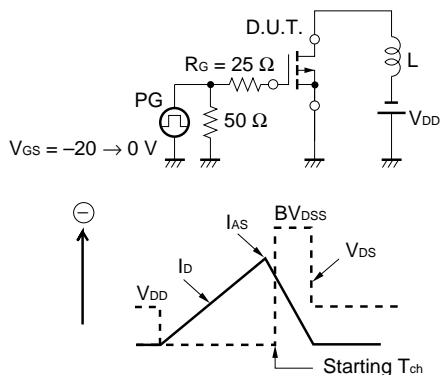 D.U.T.
RG = 25 Ω
L
PG
50 Ω
VDD
VGS = −20 → 0 V
−
IAS
BVDSS
ID
VDS
VDD
Starting Tch